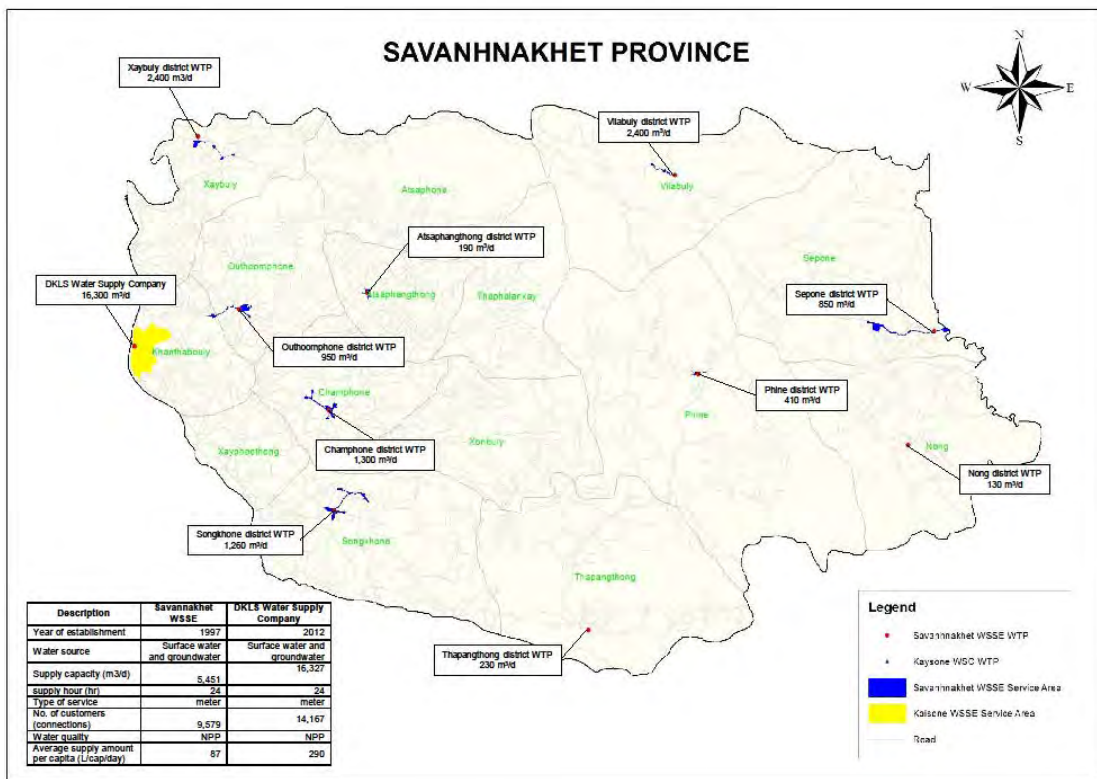 SAVANHNAKHET PROVINCE
N
W
E
S
Xaybuly district WTP
2,400 m3/d
Vilabuly district WTP
2,400 m³/d
Xaybuly
Atsaphone
Vilabuly
Atsaphangthong district WTP
190 m³/d
Outhoomphone
Sepone
DKLS Water Supply Company
16,300 m³/d
Atsaphangthong
Thaphalanxay
Sepone district WTP
850 m³/d
Khanthabouly
Outhoomphone district WTP
950 m³/d
Phine district WTP
410 m³/d
Champhone
Phine
Champhone district WTP
1,300 m³/d
Xayphoothong
Xonbuly
Nong
Nong district WTP
130 m³/d
Songkhone district WTP
1,260 m³/d
Songkhone
Thapangthong
Thapangthong district WTP
230 m³/d
Description
Savannakhet
WSSE
DKLS Water Supply
Company
Year of establishment
1997
2012
Water source
Surface water
and groundwater
Surface water and
groundwater
Supply capacity (m3/d)
5,451
16,327
supply hour (hr)
24
24
Type of service
meter
meter
No. of customers
(connections)
9,579
14,167
Water quality
NPP
NPP
Average supply amount
per capita (L/cap/day)
87
290
Legend
Savanhnakhet WSSE WTP
Kaysone WSC WTP
Savanhnakhet WSSE Service Area
Kaisone WSSE Service Area
Road